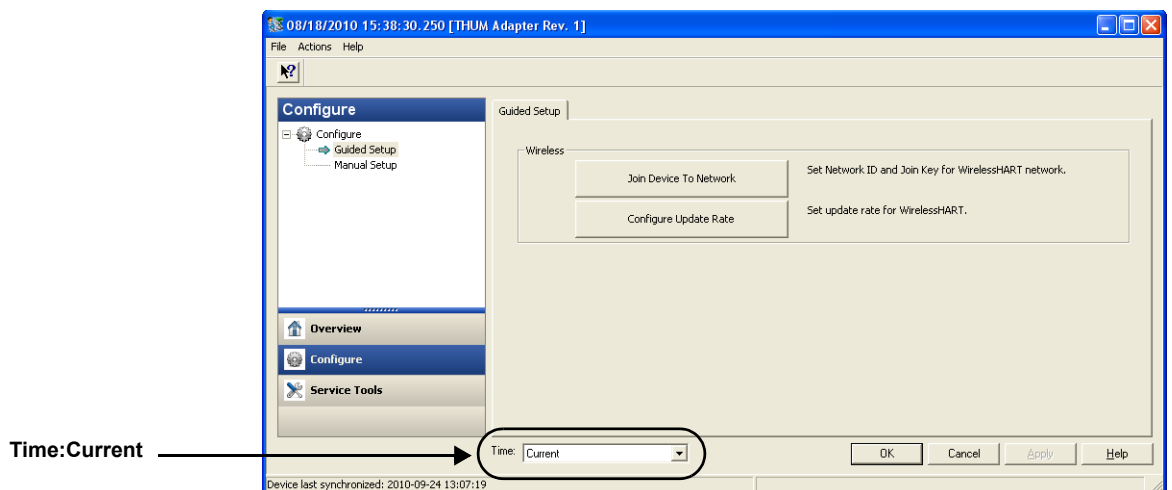 08/18/2010 15:38:30.250 [THUM Adapter Rev. 1]
File Actions Help
Configure
Configure
Guided Setup
Manual Setup
Overview
Configure
Service Tools
Guided Setup
Wireless
Join Device To Network
Set Network ID and Join Key for WirelessHART network.
Configure Update Rate
Set update rate for WirelessHART.
Time:Current
Time: Current
OK Cancel Apply Help
Device last synchronized: 2010-09-24 13:07:19